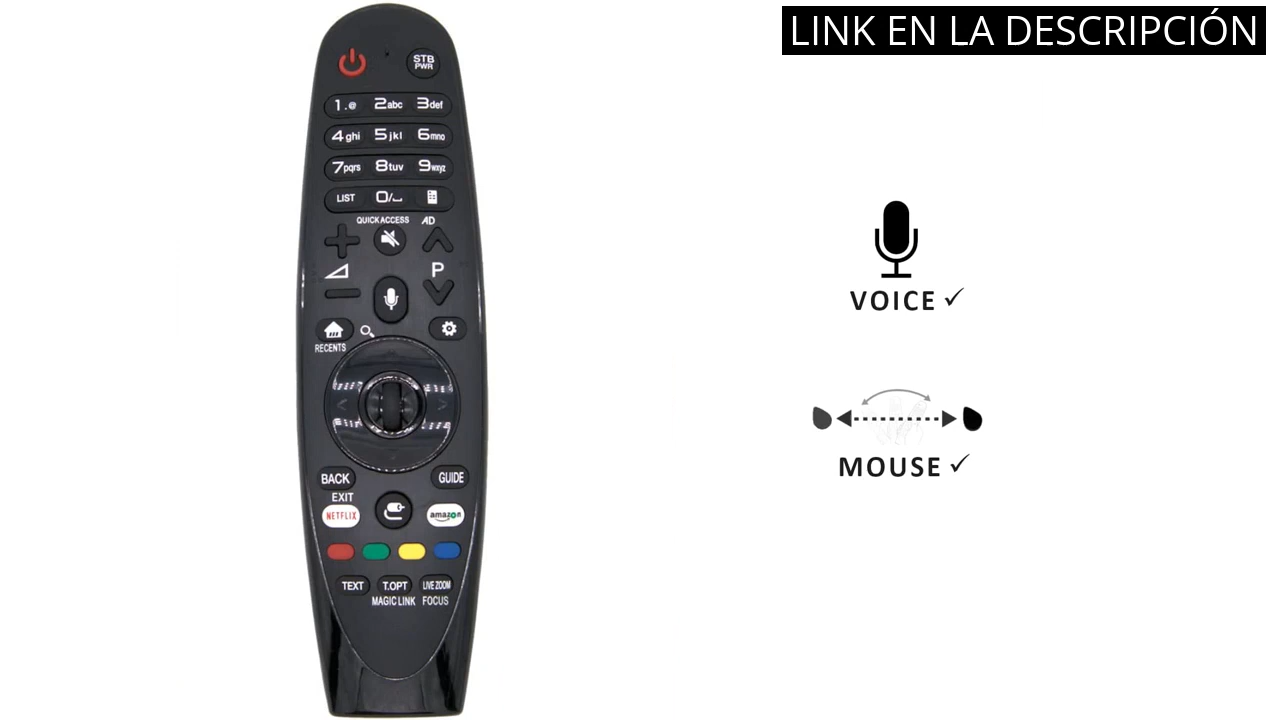 LINK EN LA DESCRIPCIÓN
STB
PWR
1.@ 2abc 3def
4ghi 5jkl 6mno
7pqrs 8tuv 9wxyz
LIST 0/⎵
QUICK ACCESS AD
P
RECENTS
BACK GUIDE
EXIT
NETFLIX amazon
TEXT T.OPT LIVE ZOOM
MAGIC LINK FOCUS
VOICE ✓
MOUSE ✓